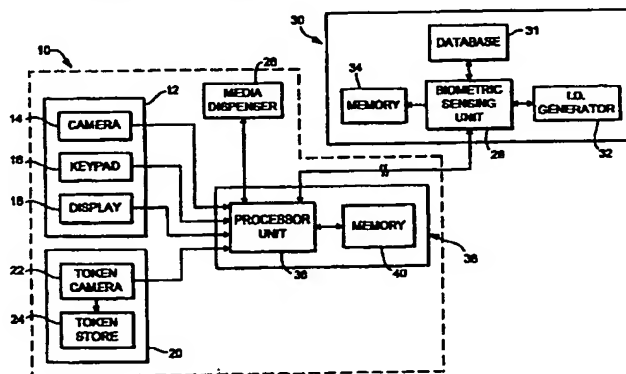 10
12
14
CAMERA
16
KEYPAD
18
DISPLAY
22
TOKEN
CAMERA
24
TOKEN
STORE
20
26
MEDIA
DISPENSER
PROCESSOR
UNIT
36
MEMORY
40
38
30
DATABASE
31
34
MEMORY
BIOMETRIC
SENSING
UNIT
28
I.D.
GENERATOR
32